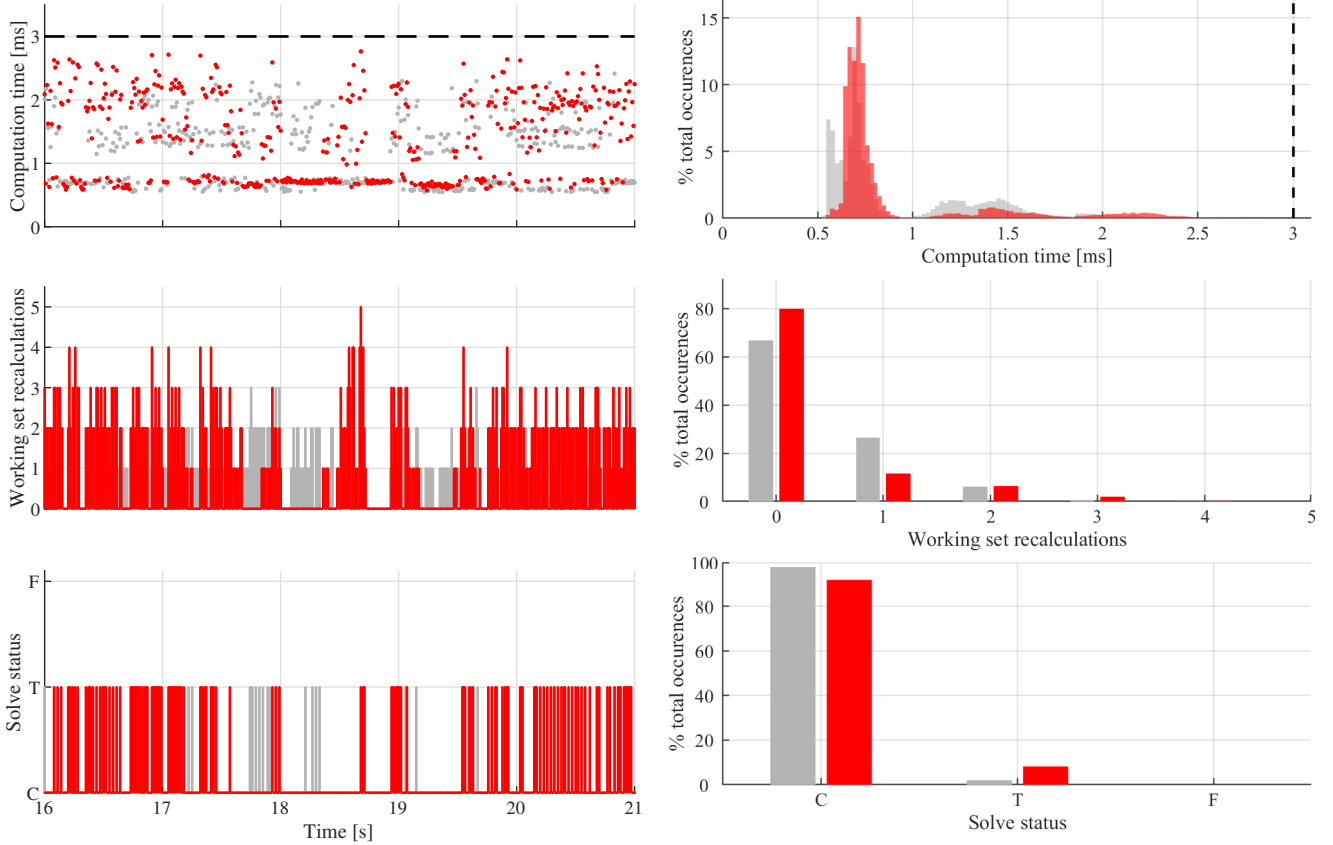 Computation time [ms]
3
2
1
0
% total occurences
15
10
5
0
0 0.5 1 1.5 2 2.5 3
Computation time [ms]
Working set recalculations
5
4
3
2
1
0
% total occurences
80
60
40
20
0
0 1 2 3 4 5
Working set recalculations
Solve status
F
T
C
16 17 18 19 20 21
Time [s]
% total occurences
100
80
60
40
20
0
C T F
Solve status